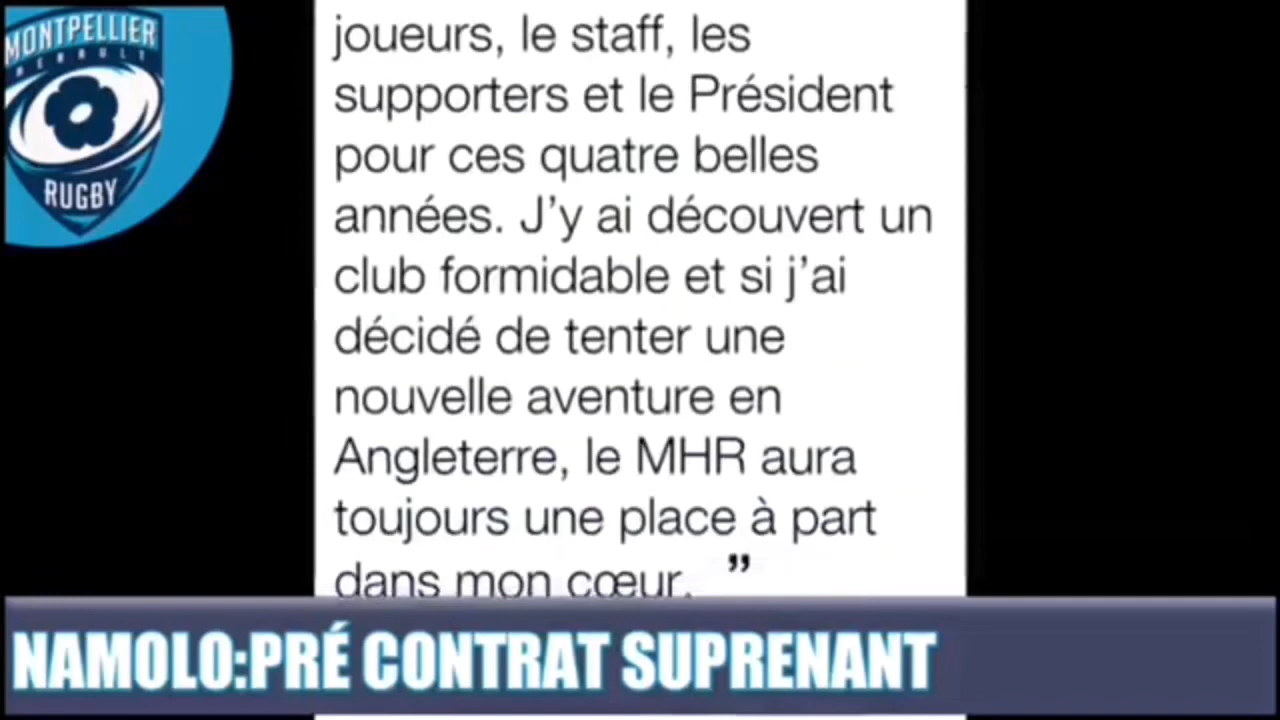 MONTPELLIER
HÉRAULT
RUGBY
joueurs, le staff, les
supporters et le Président
pour ces quatre belles
années. J’y ai découvert un
club formidable et si j’ai
décidé de tenter une
nouvelle aventure en
Angleterre, le MHR aura
toujours une place à part
dans mon cœur. ”
NAMOLO:PRÉ CONTRAT SUPRENANT